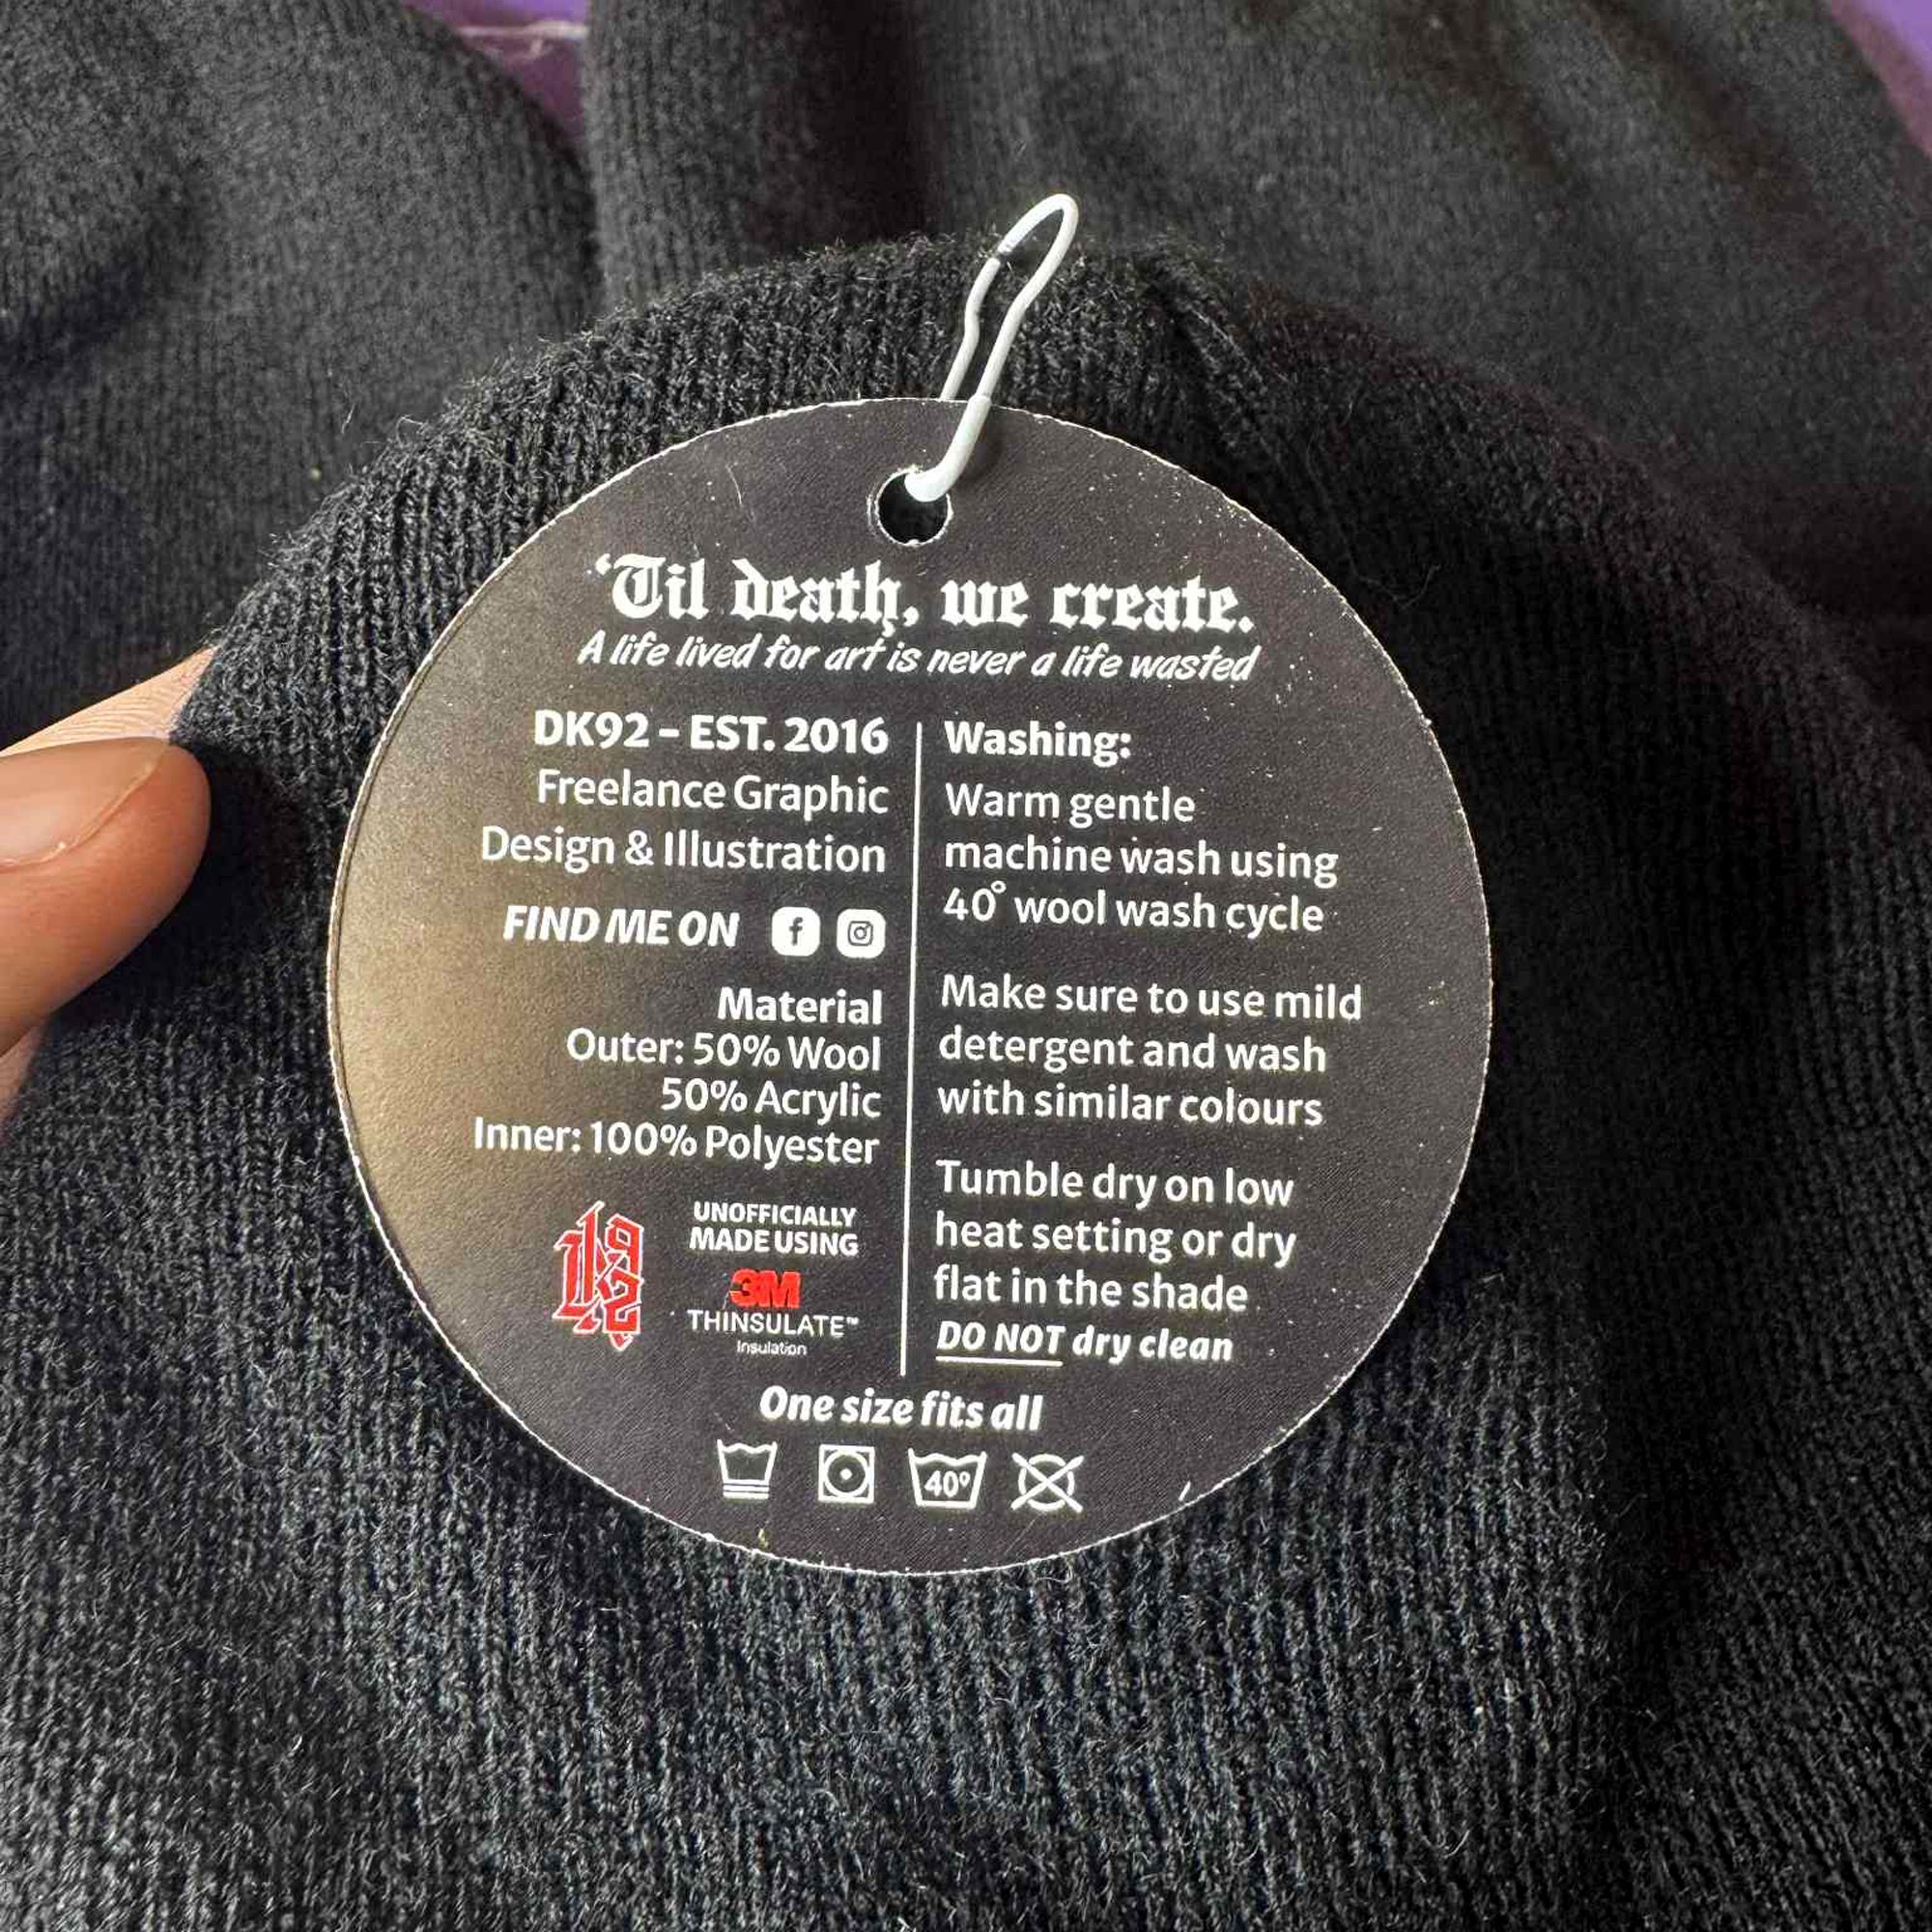 ‘Til death, we create.
A life lived for art is never a life wasted
DK92 - EST. 2016
Freelance Graphic
Design & Illustration
FIND ME ON
Material
Outer: 50% Wool
50% Acrylic
Inner: 100% Polyester
DK92
UNOFFICIALLY
MADE USING
3M
THINSULATE™
Insulation
Washing:
Warm gentle
machine wash using
40° wool wash cycle
Make sure to use mild
detergent and wash
with similar colours
Tumble dry on low
heat setting or dry
flat in the shade
DO NOT dry clean
One size fits all
40º